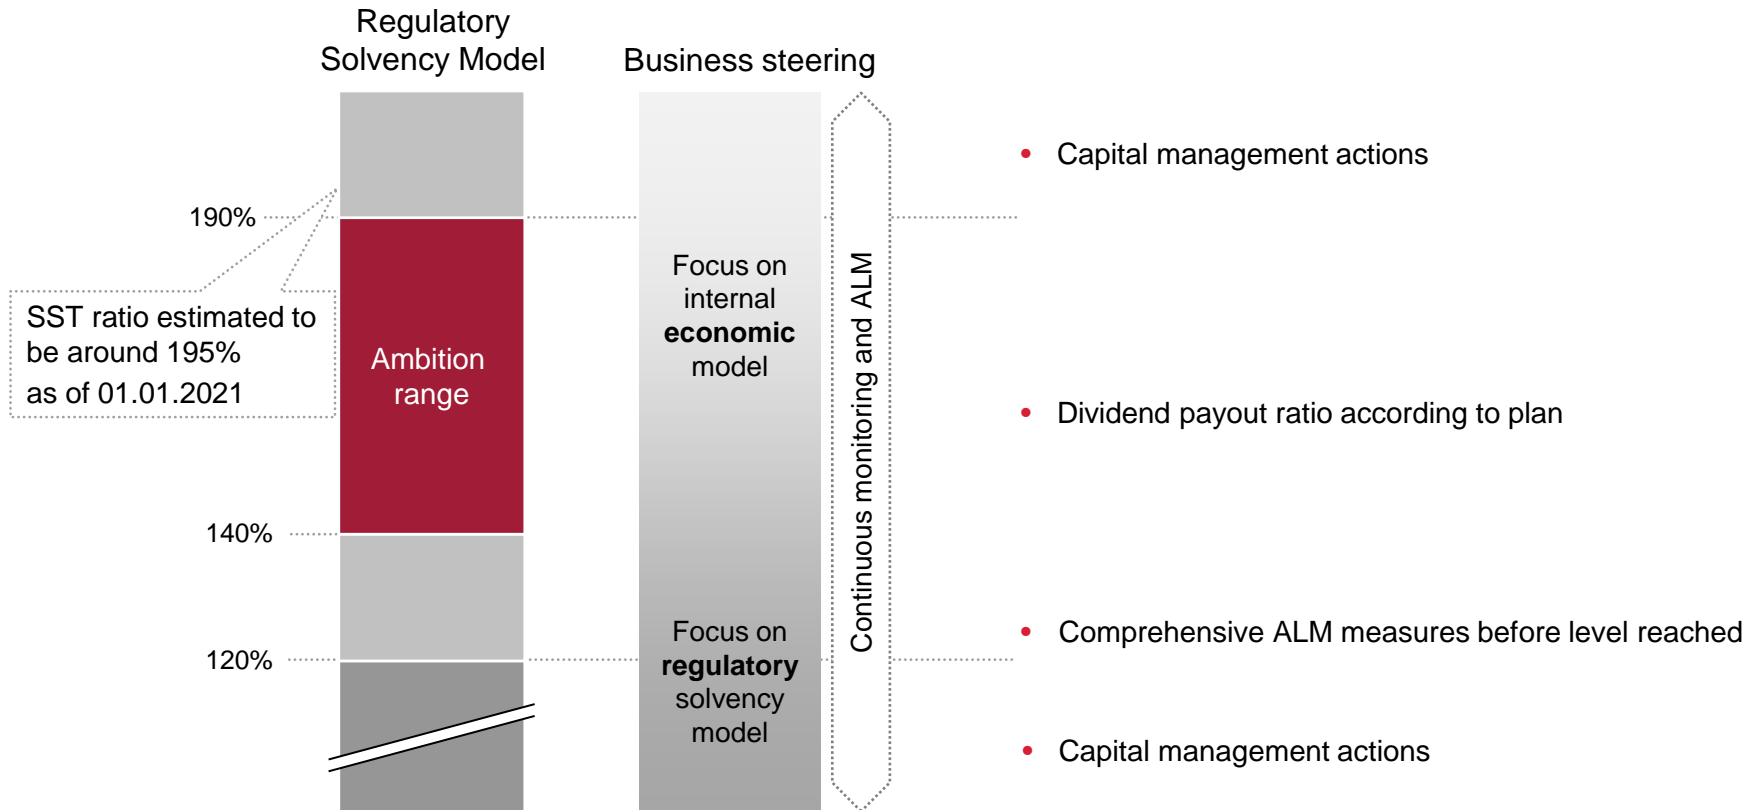 Regulatory
Solvency Model
Business steering
190%
140%
120%
SST ratio estimated to
be around 195%
as of 01.01.2021
Ambition
range
Focus on
internal
economic
model
Focus on
regulatory
solvency
model
Continuous monitoring and ALM
• Capital management actions
• Dividend payout ratio according to plan
• Comprehensive ALM measures before level reached
• Capital management actions